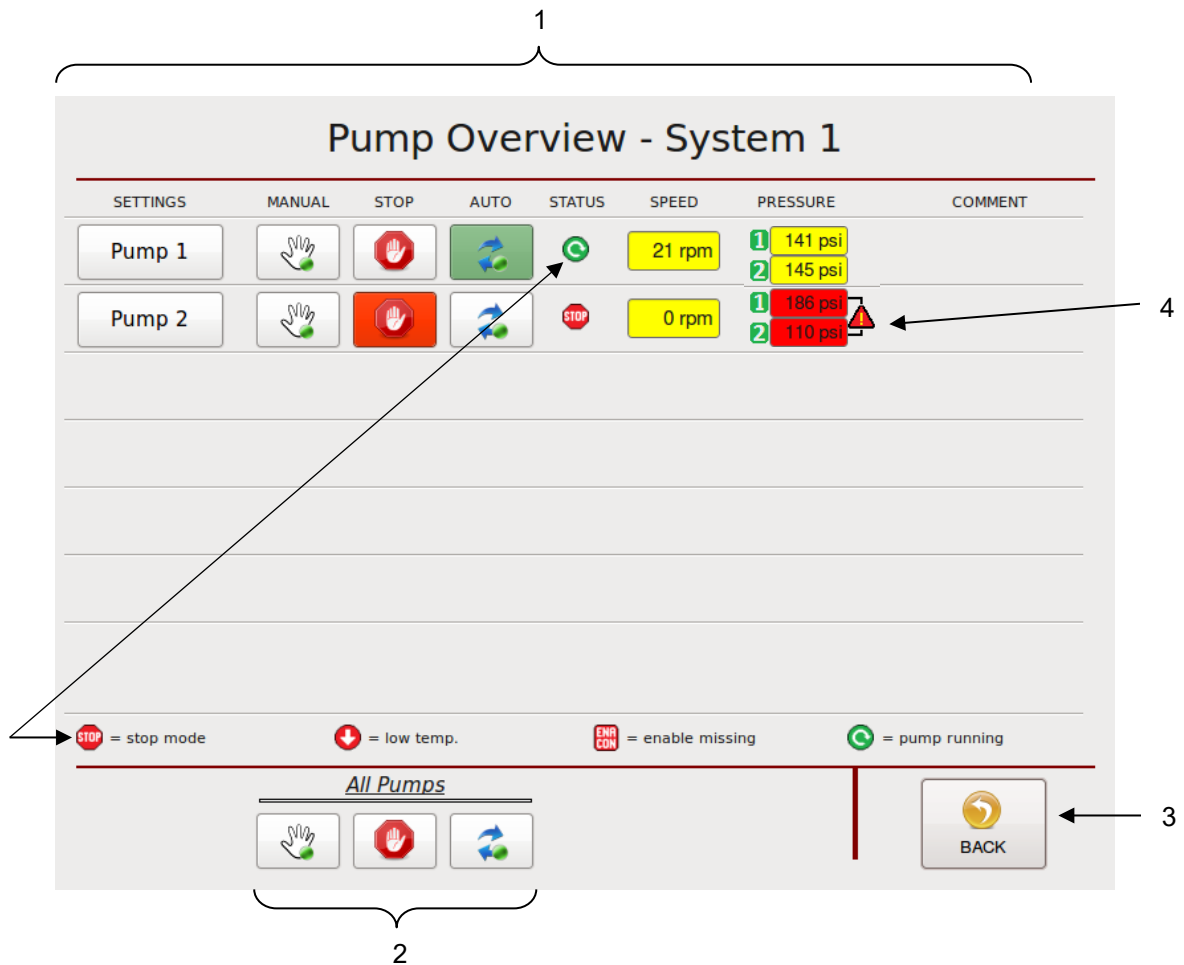 1
Pump Overview - System 1
SETTINGS MANUAL STOP AUTO STATUS SPEED PRESSURE COMMENT
Pump 1 21 rpm 1 141 psi
2 145 psi
Pump 2 STOP 0 rpm 1 186 psi
2 110 psi
4
STOP = stop mode = low temp. ENA CON = enable missing = pump running
All Pumps
BACK
3
2